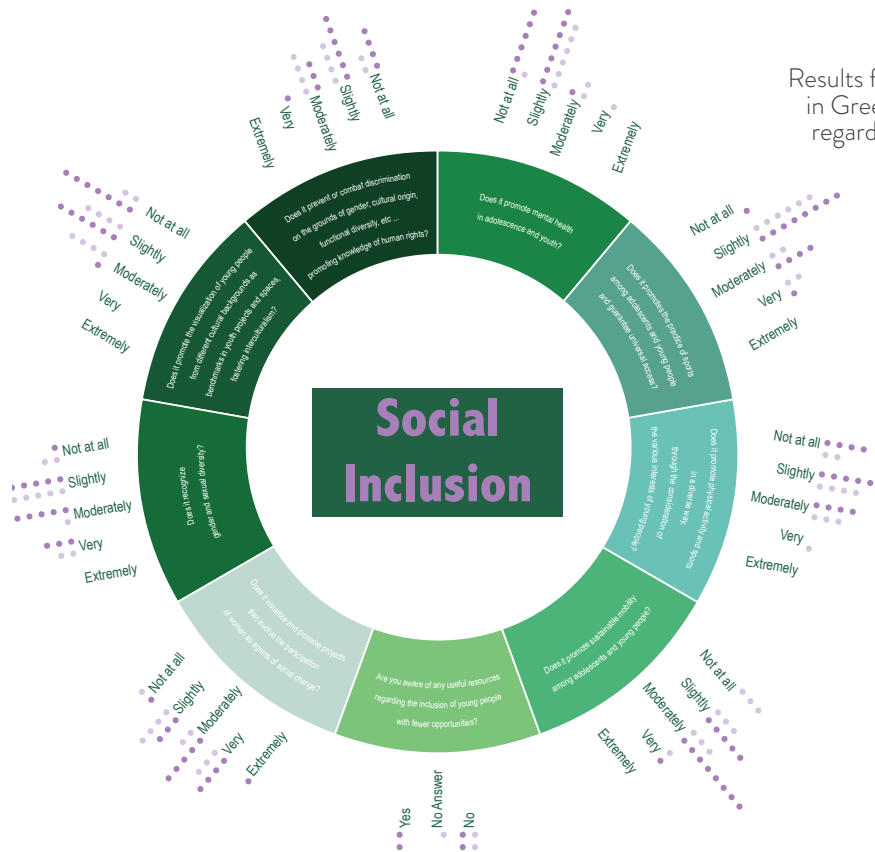 Results f
in Gree
regard
Social
Inclusion
Does it promote mental health
in adolescence and youth?
Not at all
Slightly
Moderately
Very
Extremely
Does it promotes the practice of sports
among adolescents and young people
and guarantee universal access?
Not at all
Slightly
Moderately
Very
Extremely
Does it promote physical activity and sports
in a diverse way,
through the consideration of
the various interests of young people?
Not at all
Slightly
Moderately
Very
Extremely
Does it promote sustainable mobility
among adolescents and young people?
Not at all
Slightly
Moderately
Very
Extremely
Are you aware of any useful resources
regarding the inclusion of young people
with fewer opportunities?
Yes
No Answer
No
Does it visualize and promote projects
that involve the participation
of women as agents of social change?
Not at all
Slightly
Moderately
Very
Extremely
Does it recognize
gender and sexual diversity?
Not at all
Slightly
Moderately
Very
Extremely
Does it promote the visualization of young people
from different cultural backgrounds as
benchmarks in youth projects and spaces,
fostering interculturalism?
Not at all
Slightly
Moderately
Very
Extremely
Does it prevent or combat discrimination
on the grounds of gender, cultural origin,
functional diversity, etc ...
promoting knowledge of human rights?
Extremely
Very
Moderately
Slightly
Not at all